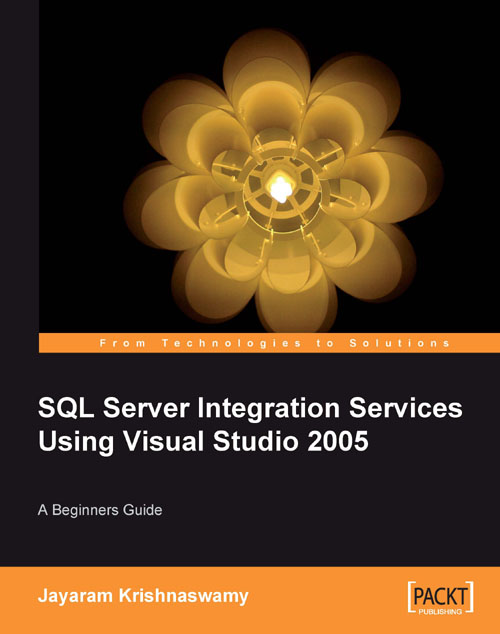 From Technologies to Solutions
SQL Server Integration Services
Using Visual Studio 2005
A Beginners Guide
Jayaram Krishnaswamy
[PACKT]
PUBLISHING